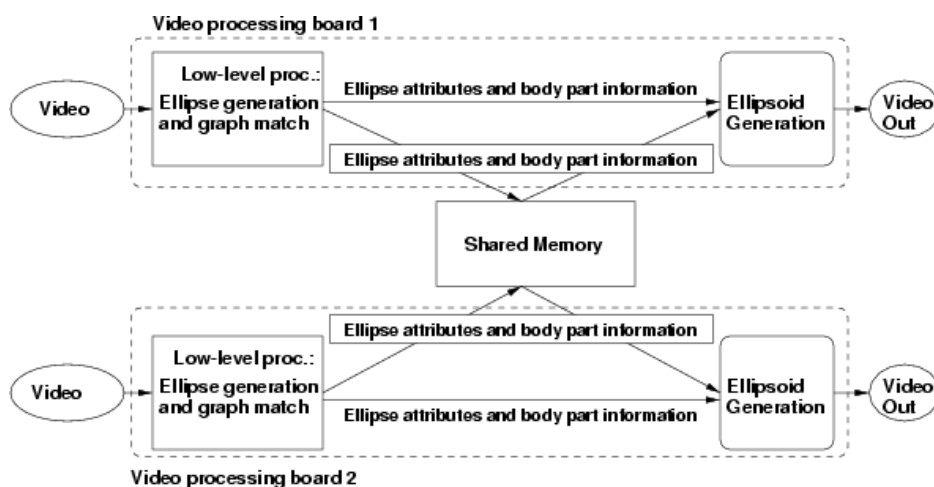 Video processing board 1
Video
Low-level proc.:
Ellipse generation
and graph match
Ellipse attributes and body part information
Ellipse attributes and body part information
Ellipsoid
Generation
Video
Out
Shared Memory
Video
Low-level proc.:
Ellipse generation
and graph match
Ellipse attributes and body part information
Ellipse attributes and body part information
Ellipsoid
Generation
Video
Out
Video processing board 2